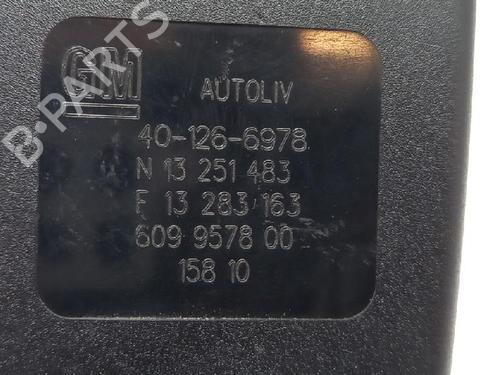 GM
AUTOLIV
40-126-6978
N 13 251 483
F 13 283 163
609 9578 00
158 10
B-PARTS